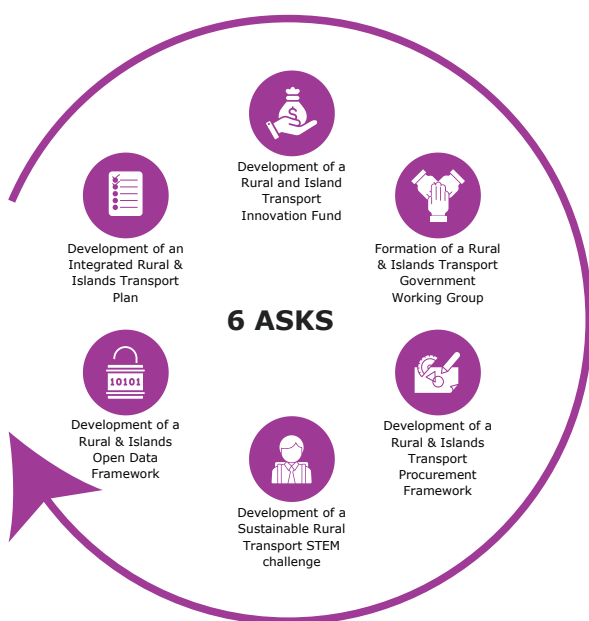 Development of a
Rural and Island
Transport
Innovation Fund
Formation of a Rural
& Islands Transport
Government
Working Group
Development of a
Rural & Islands
Transport
Procurement
Framework
Development of a
Sustainable Rural
Transport STEM
challenge
10101
Development of a
Rural & Islands
Open Data
Framework
Development of an
Integrated Rural &
Islands Transport
Plan
6 ASKS